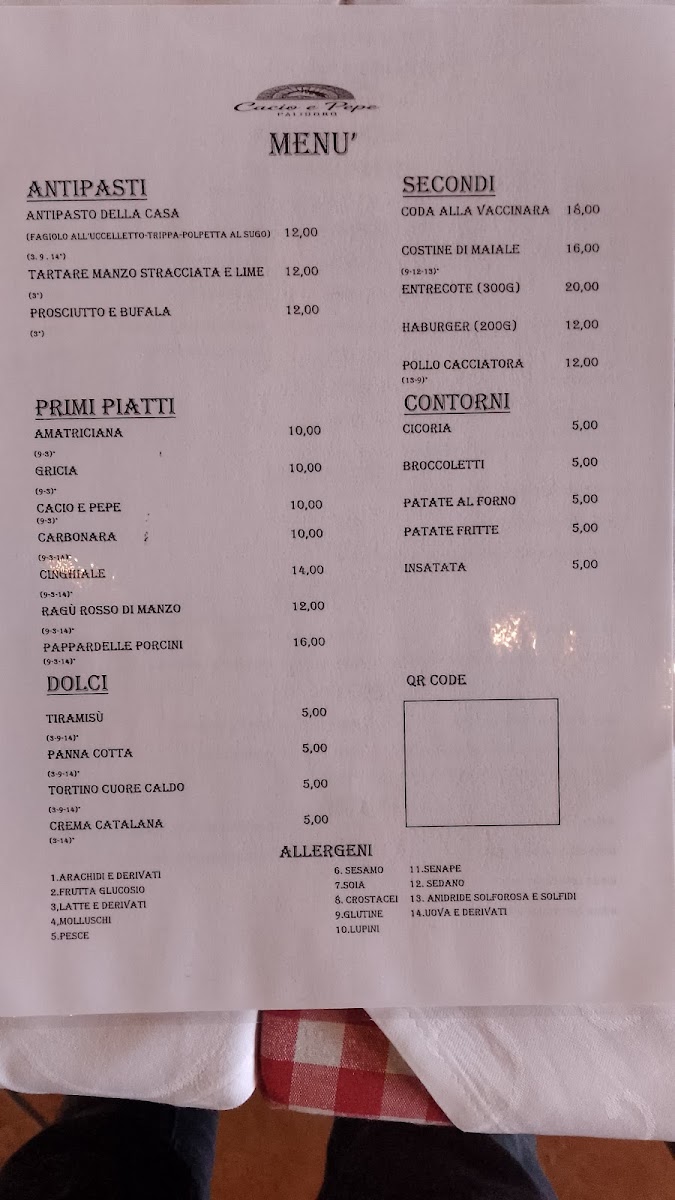 Cacio e Pepe
PALIDORO
MENU'
ANTIPASTI
ANTIPASTO DELLA CASA
(FAGIOLO ALL'UCCELLETTO-TRIPPA-POLPETTA AL SUGO) 12,00
(3. 9 . 14*)
TARTARE MANZO STRACCIATA E LIME 12,00
(3*)
PROSCIUTTO E BUFALA 12,00
(3*)
SECONDI
CODA ALLA VACCINARA 18,00
COSTINE DI MAIALE 16,00
(9-12-13)*
ENTRECOTE (300G) 20,00
HABURGER (200G) 12,00
POLLO CACCIATORA 12,00
(13-9)*
PRIMI PIATTI
AMATRICIANA 10,00
(9-3)*
GRICIA 10,00
(9-3)*
CACIO E PEPE 10,00
(9-3)*
CARBONARA 10,00
(9-3-14)*
CINGHIALE 14,00
(9-3-14)*
RAGÙ ROSSO DI MANZO 12,00
(9-3-14)*
PAPPARDELLE PORCINI 16,00
(9-3-14)*
CONTORNI
CICORIA 5,00
BROCCOLETTI 5,00
PATATE AL FORNO 5,00
PATATE FRITTE 5,00
INSATATA 5,00
DOLCI
TIRAMISÙ 5,00
(3-9-14)*
PANNA COTTA 5,00
(3-9-14)*
TORTINO CUORE CALDO 5,00
(3-9-14)*
CREMA CATALANA 5,00
(3-14)*
QR CODE
ALLERGENI
1.ARACHIDI E DERIVATI
2.FRUTTA GLUCOSIO
3,LATTE E DERIVATI
4,MOLLUSCHI
5.PESCE
6. SESAMO
7.SOIA
8. CROSTACEI
9.GLUTINE
10.LUPINI
11.SENAPE
12. SEDANO
13. ANIDRIDE SOLFOROSA E SOLFIDI
14.UOVA E DERIVATI